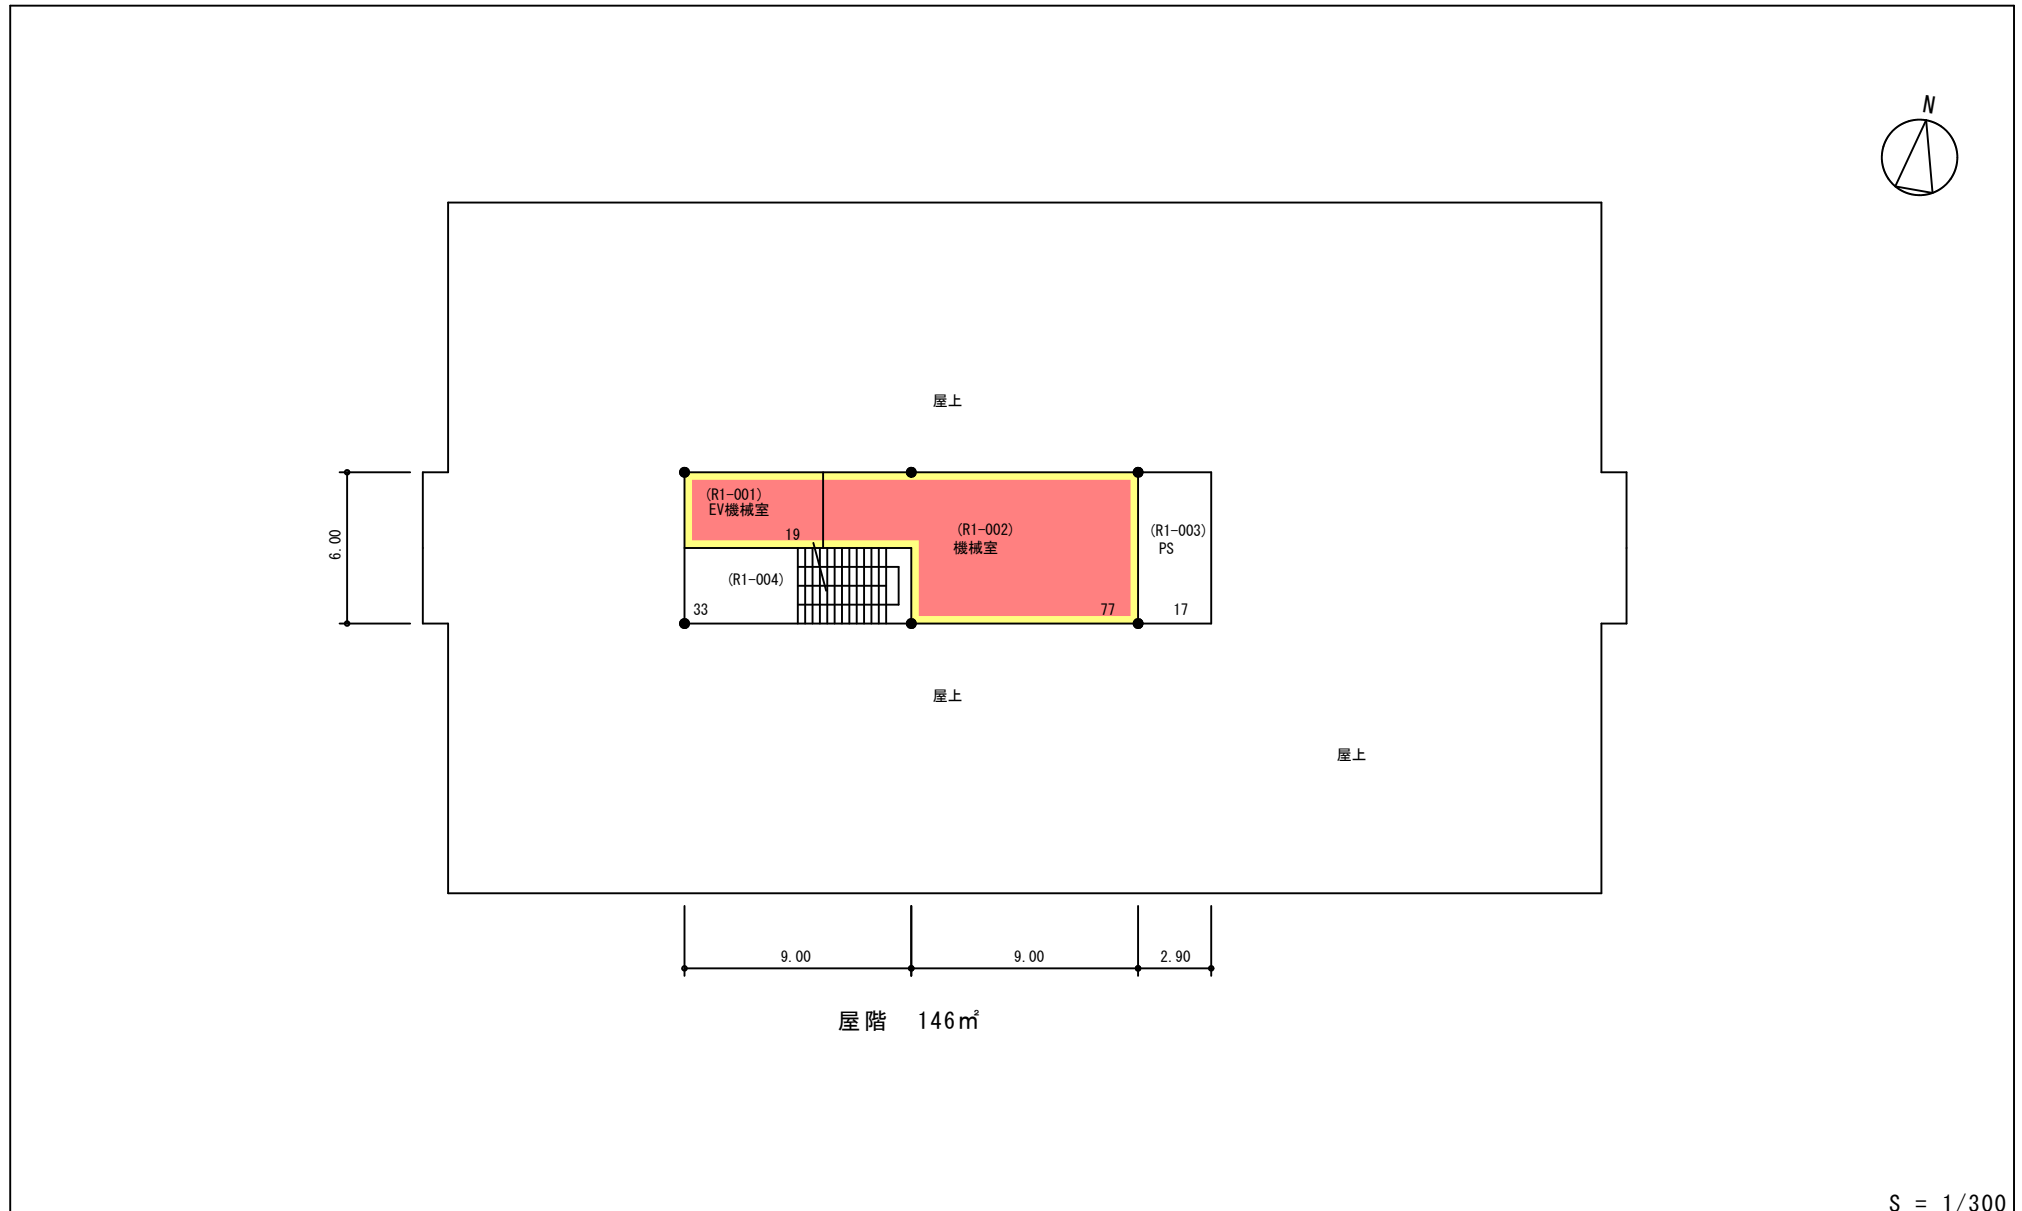 N
屋上
6.00
(R1-001)
EV機械室
19
(R1-002)
機械室
77
(R1-003)
PS
17
(R1-004)
33
屋上
屋上
9.00
9.00
2.90
屋階 146㎡
S = 1/300